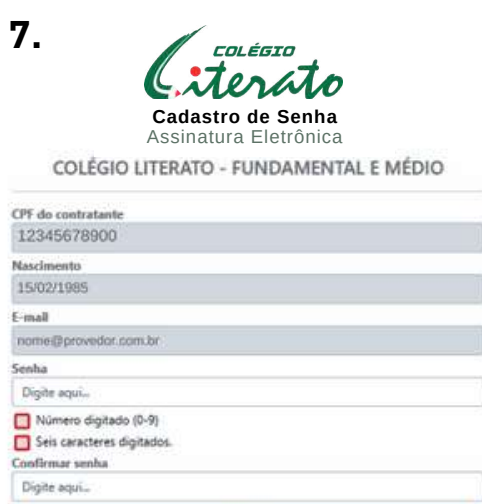 7.
COLÉGIO
Literato
Cadastro de Senha
Assinatura Eletrônica
COLÉGIO LITERATO - FUNDAMENTAL E MÉDIO
CPF do contratante
12345678900
Nascimento
15/02/1985
E-mail
nome@provedor.com.br
Senha
Digite aqui...
Número digitado (0-9)
Seis caracteres digitados.
Confirmar senha
Digite aqui...